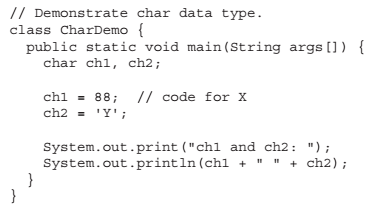 // Demonstrate char data type.
class CharDemo {
  public static void main(String args[]) {
    char ch1, ch2;

    ch1 = 88;  // code for X
    ch2 = 'Y';

    System.out.print("ch1 and ch2: ");
    System.out.println(ch1 + " " + ch2);
  }
}